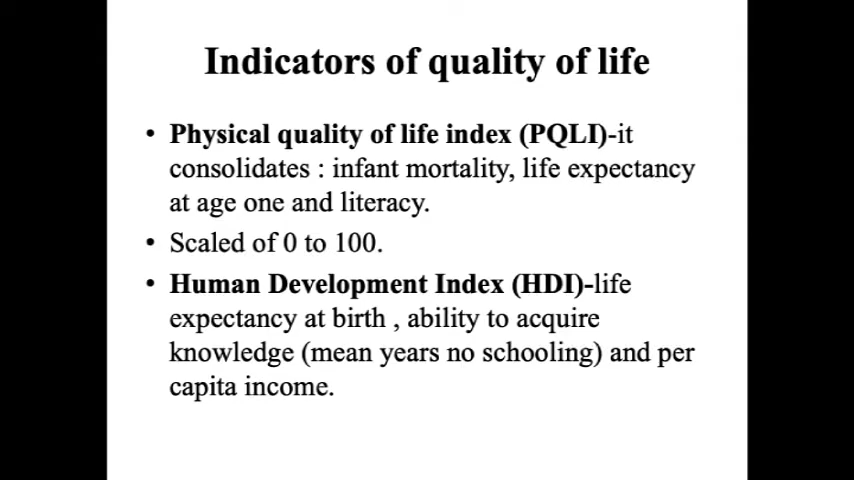 Indicators of quality of life
• Physical quality of life index (PQLI)-it
consolidates : infant mortality, life expectancy
at age one and literacy.
• Scaled of 0 to 100.
• Human Development Index (HDI)-life
expectancy at birth , ability to acquire
knowledge (mean years no schooling) and per
capita income.